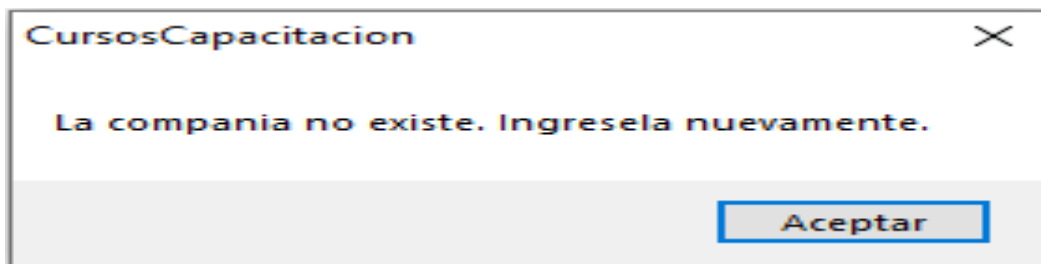 CursosCapacitacion
La compania no existe. Ingresela nuevamente.
Aceptar